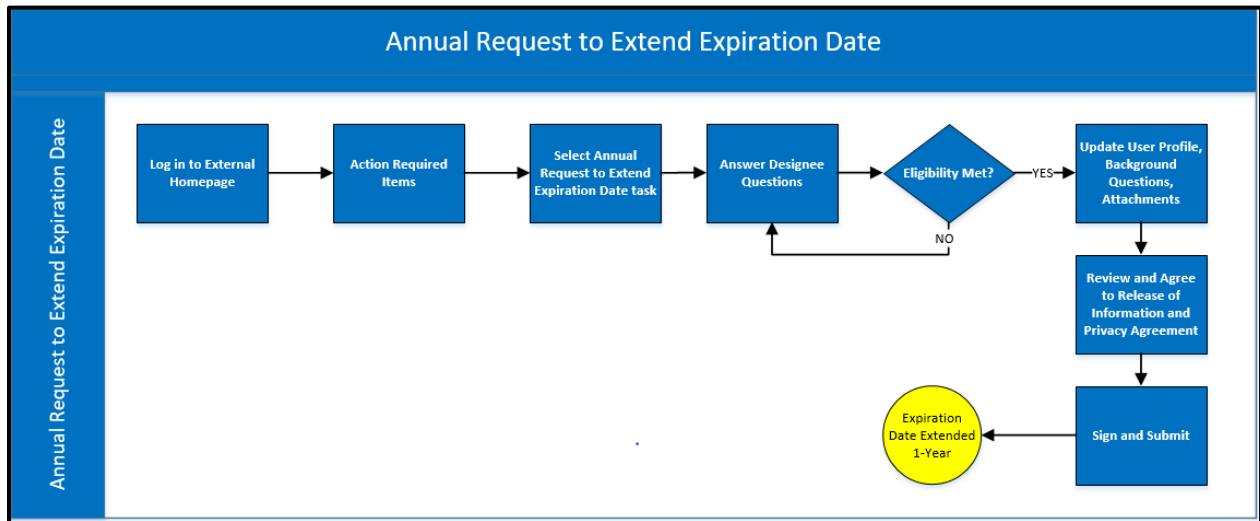 Annual Request to Extend Expiration Date
Annual Request to Extend Expiration Date
Log in to External
Homepage
Action Required
Items
Select Annual
Request to Extend
Expiration Date task
Answer Designee
Questions
Eligibility Met?
YES
NO
Update User Profile,
Background
Questions,
Attachments
Review and Agree
to Release of
Information and
Privacy Agreement
Sign and Submit
Expiration
Date Extended
1-Year